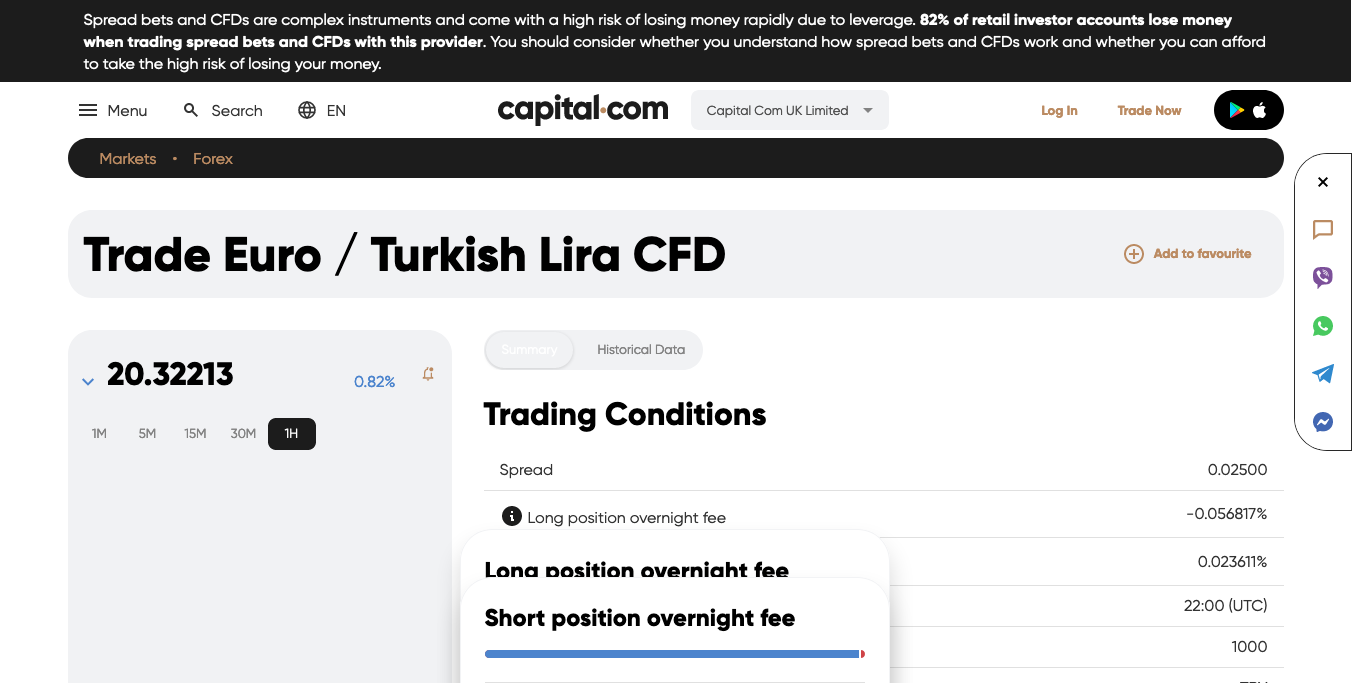 Spread bets and CFDs are complex instruments and come with a high risk of losing money rapidly due to leverage. 82% of retail investor accounts lose money
when trading spread bets and CFDs with this provider. You should consider whether you understand how spread bets and CFDs work and whether you can afford
to take the high risk of losing your money.
Menu Search EN capital.com Capital Com UK Limited Log In Trade Now
Markets • Forex
Trade Euro / Turkish Lira CFD Add to favourite
20.32213 0.82%
1M 5M 15M 30M 1H
Summary Historical Data
Trading Conditions
Spread 0.02500
Long position overnight fee -0.056817%
0.023611%
22:00 (UTC)
1000
Long position overnight fee
Short position overnight fee